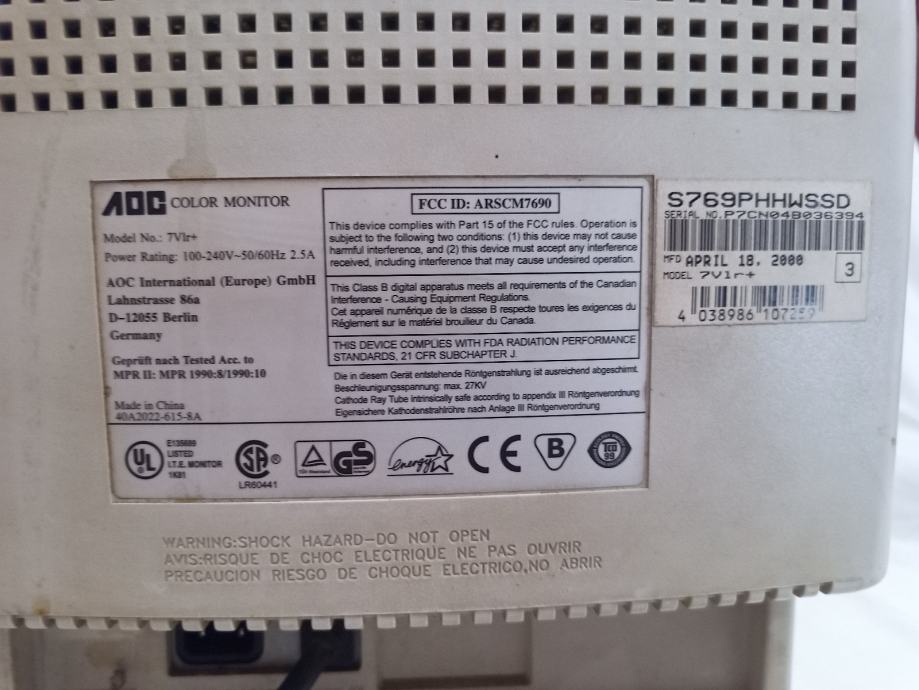 AOC COLOR MONITOR
Model No.: 7Vlr+
Power Rating: 100-240V~50/60Hz 2.5A
AOC International (Europe) GmbH
Lahnstrasse 86a
D-12055 Berlin
Germany
Geprüft nach Tested Acc. to
MPR II: MPR 1990:8/1990:10
Made in China
40A2022-615-8A
FCC ID: ARSCM7690
This device complies with Part 15 of the FCC rules. Operation is
subject to the following two conditions: (1) this device may not cause
harmful interference, and (2) this device must accept any interference
received, including interference that may cause undesired operation.
This Class B digital apparatus meets all requirements of the Canadian
Interference - Causing Equipment Regulations.
Cet appareil numérique de la classe B respecte toures les exigences du
Règlement sur le matériel brouilleur du Canada.
THIS DEVICE COMPLIES WITH FDA RADIATION PERFORMANCE
STANDARDS, 21 CFR SUBCHAPTER J.
Die in diesem Gerät entstehende Röntgenstrahlung ist ausreichend abgeschirmt.
Beschleunigungsspannung: max. 27KV
Cathode Ray Tube intrinsically safe according to appendix III Röntgenverordnung
Eigensichere Kathodenstrahlröhre nach Anlage III Röntgenverordnung
UL
E135689
LISTED
I.T.E. MONITOR
1K81
SA
LR60441
TÜV Rheinland
GS
energy
CE
B
TCO
99
S769PHHWSSD
SERIAL NO. P7CN04B036394
MFD APRIL 18, 2000
MODEL 7Vlr+
3
4 038986 107259
WARNING:SHOCK HAZARD-DO NOT OPEN
AVIS:RISQUE DE CHOC ELECTRIQUE NE PAS OUVRIR
PRECAUCION RIESGO DE CHOQUE ELECTRICO,NO ABRIR